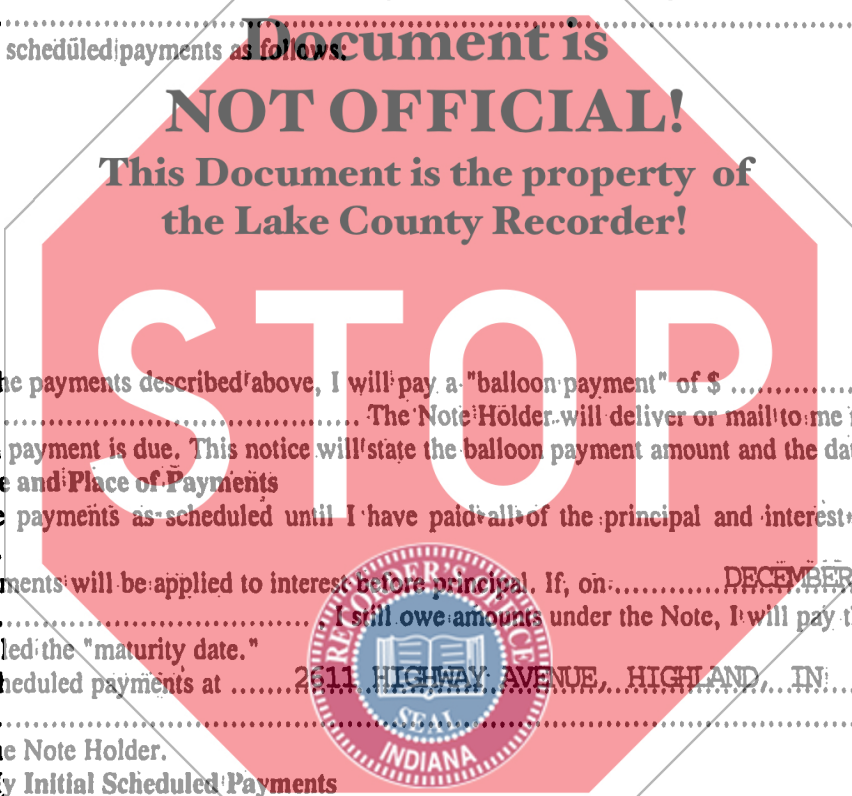 Document is
scheduled payments as follows:
NOT OFFICIAL!
This Document is the property of
the Lake County Recorder!
STOP
he payments described above, I will pay a "balloon payment" of $ ..............
.................................... The Note Holder will deliver or mail to me
payment is due. This notice will state the balloon payment amount and the da
e and Place of Payments
e payments as scheduled until I have paid all of the principal and interest
ments will be applied to interest before principal. If, on ............ DECEMBER
................................ , I still owe amounts under the Note, I will pay t
led the "maturity date."
heduled payments at ....... 2611 HIGHWAY AVENUE, HIGHLAND, IN
RECORDER'S OFFICE
SEAL
INDIANA
e Note Holder.
y Initial Scheduled Payments